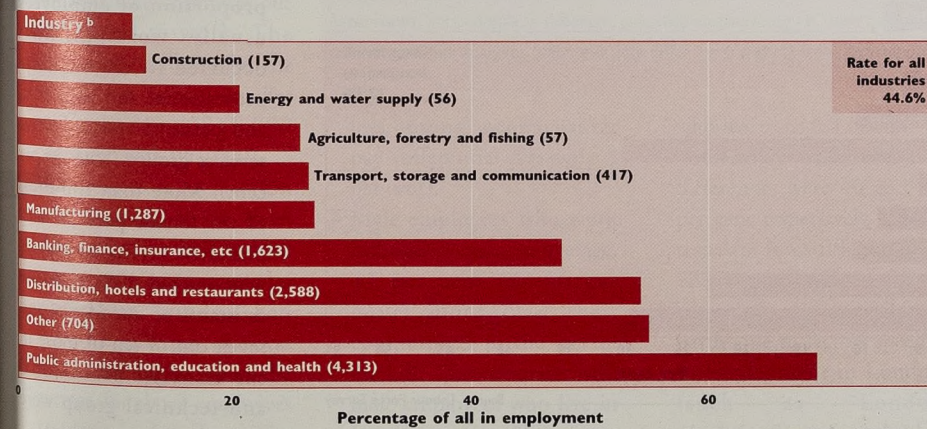 Industry b
Construction (157)
Rate for all
industries
44.6%
Energy and water supply (56)
Agriculture, forestry and fishing (57)
Transport, storage and communication (417)
Manufacturing (1,287)
Banking, finance, insurance, etc (1,623)
Distribution, hotels and restaurants (2,588)
Other (704)
Public administration, education and health (4,313)
0 20 40 60
Percentage of all in employment